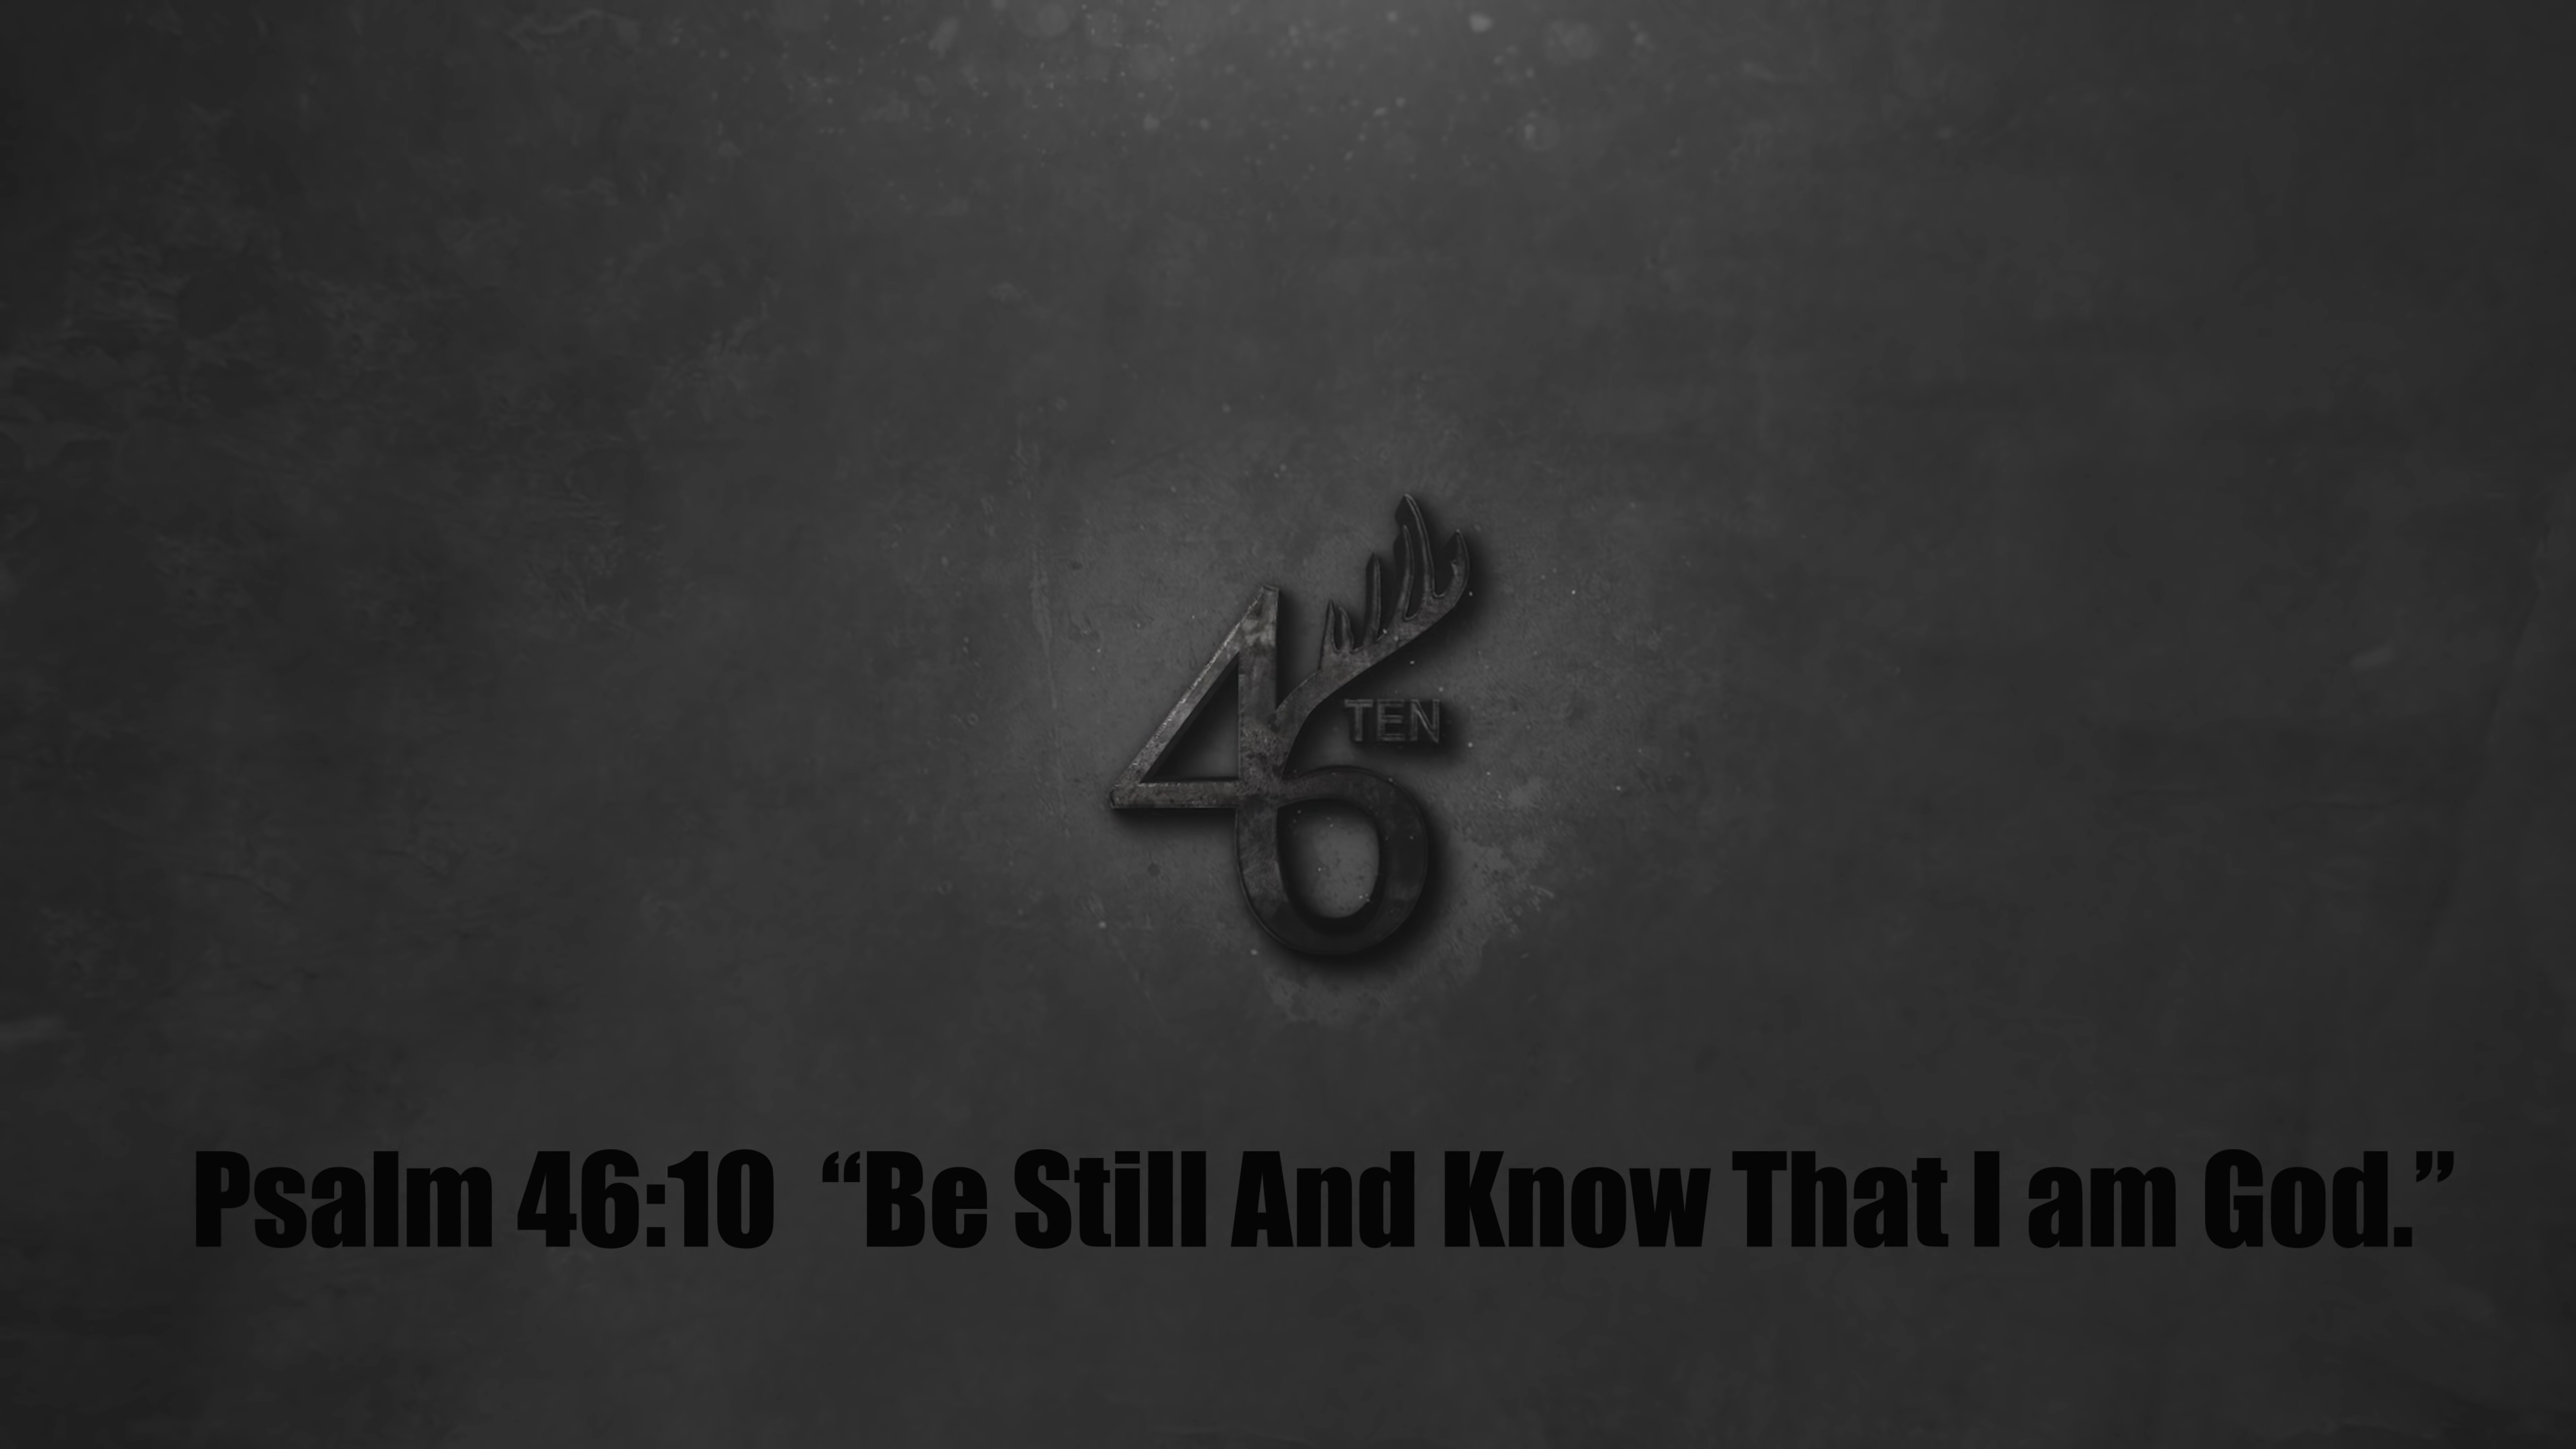 46
TEN
Psalm 46:10 “Be Still And Know That I am God.”